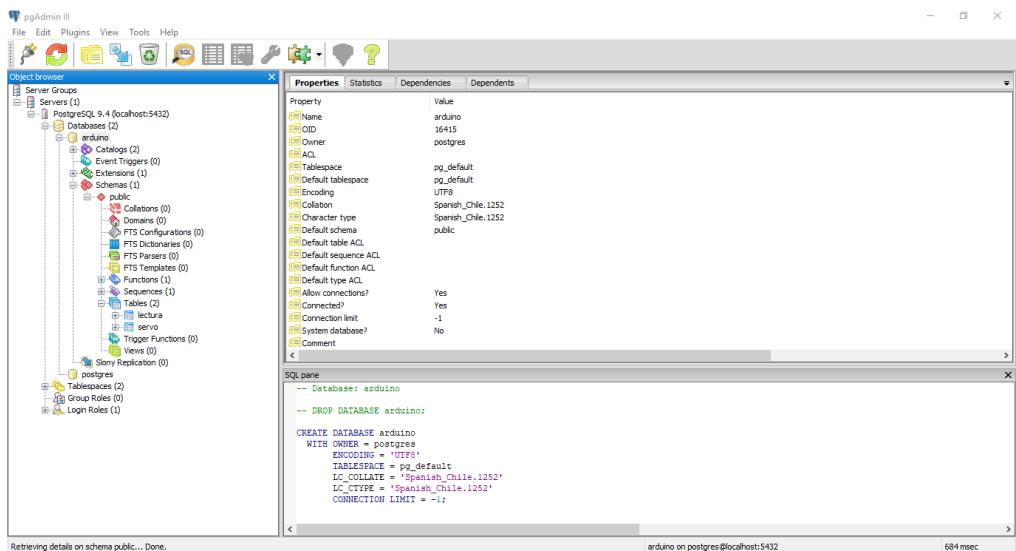 pgAdmin III
File Edit Plugins View Tools Help
SQL
Object browser
Server Groups
Servers (1)
PostgreSQL 9.4 (localhost:5432)
Databases (2)
arduino
Catalogs (2)
Event Triggers (0)
Extensions (1)
Schemas (1)
public
Collations (0)
Domains (0)
FTS Configurations (0)
FTS Dictionaries (0)
FTS Parsers (0)
FTS Templates (0)
Functions (1)
Sequences (1)
Tables (2)
lectura
servo
Trigger Functions (0)
Views (0)
Slony Replication (0)
postgres
Tablespaces (2)
Group Roles (0)
Login Roles (1)
Properties Statistics Dependencies Dependents
Property Value
Name arduino
OID 16415
Owner postgres
ACL
Tablespace pg_default
Default tablespace pg_default
Encoding UTF8
Collation Spanish_Chile.1252
Character type Spanish_Chile.1252
Default schema public
Default table ACL
Default sequence ACL
Default function ACL
Default type ACL
Allow connections? Yes
Connected? Yes
Connection limit -1
System database? No
Comment
SQL pane
-- Database: arduino
-- DROP DATABASE arduino;
CREATE DATABASE arduino
WITH OWNER = postgres
ENCODING = 'UTF8'
TABLESPACE = pg_default
LC_COLLATE = 'Spanish_Chile.1252'
LC_CTYPE = 'Spanish_Chile.1252'
CONNECTION LIMIT = -1;
Retrieving details on schema public... Done. arduino on postgres@localhost:5432 684 msec